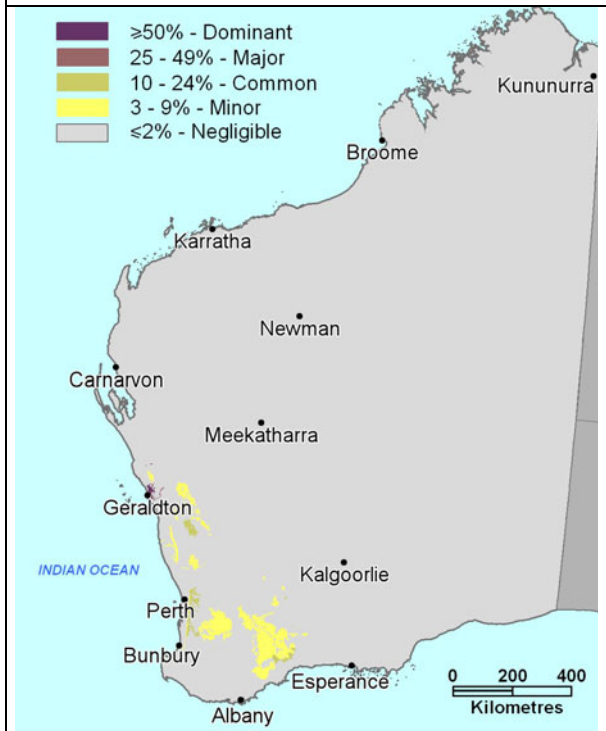 ≥50% - Dominant
25 - 49% - Major
10 - 24% - Common
3 - 9% - Minor
≤2% - Negligible
Kununurra
Broome
Karratha
Newman
Carnarvon
Meekatharra
Geraldton
INDIAN OCEAN
Kalgoorlie
Perth
Bunbury
Esperance
Albany
0 200 400
Kilometres